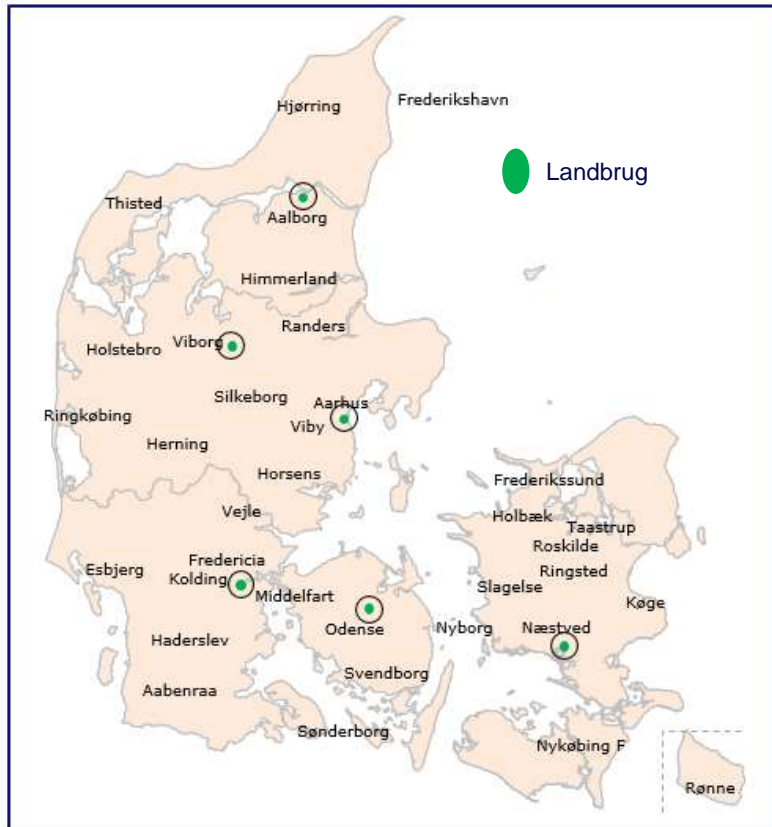 Frederikshavn
Hjørring
Landbrug
Thisted
Aalborg
Himmerland
Randers
Viborg
Holstebro
Silkeborg
Aarhus
Ringkøbing
Viby
Herning
Horsens
Frederikssund
Vejle
Holbæk
Taastrup
Roskilde
Fredericia
Esbjerg
Kolding
Ringsted
Middelfart
Slagelse
Køge
Odense
Nyborg
Næstved
Haderslev
Svendborg
Aabenraa
Sønderborg
Nykøbing F
Rønne